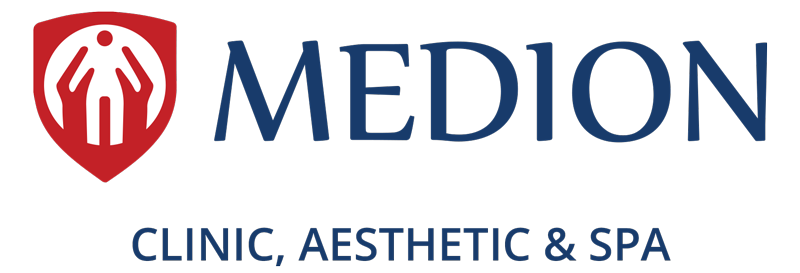 MEDION
CLINIC, AESTHETIC & SPA